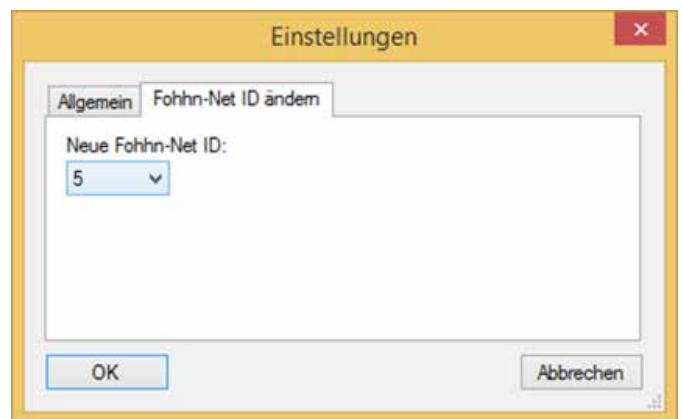 Einstellungen
Allgemein Fohhn-Net ID ändern
Neue Fohhn-Net ID:
5
OK Abbrechen